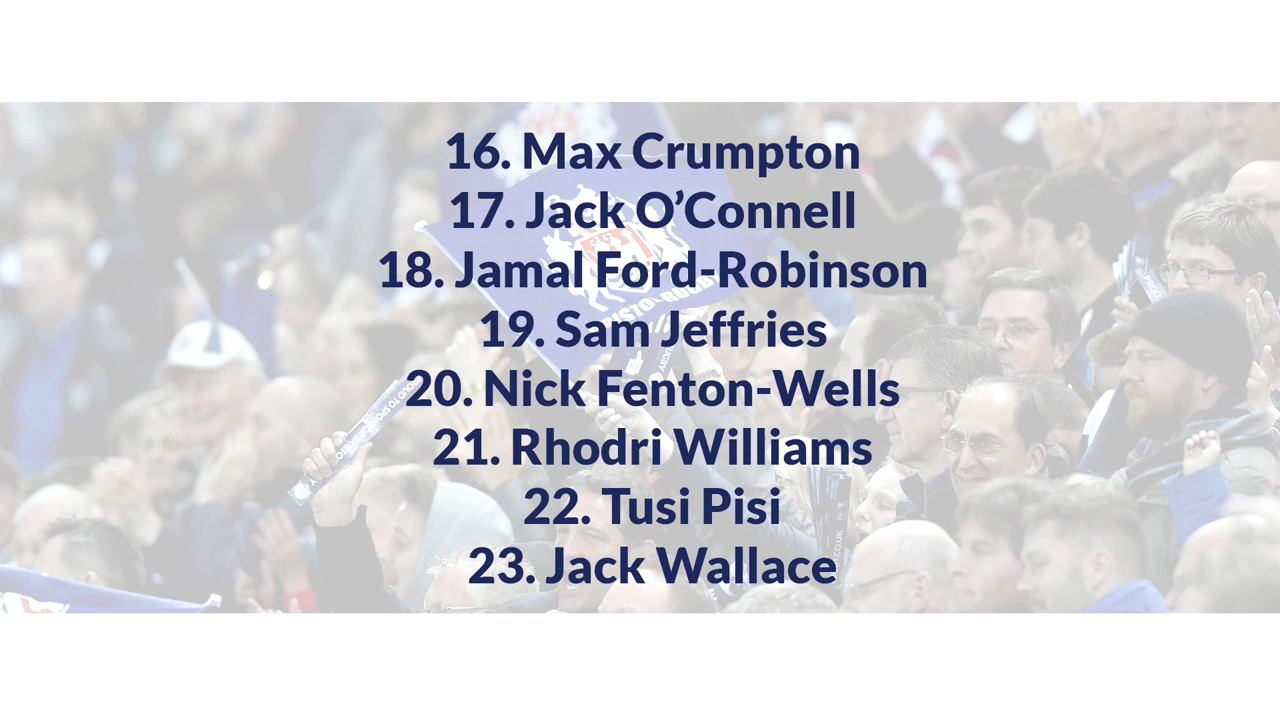 16. Max Crumpton
17. Jack O’Connell
18. Jamal Ford-Robinson
19. Sam Jeffries
20. Nick Fenton-Wells
21. Rhodri Williams
22. Tusi Pisi
23. Jack Wallace